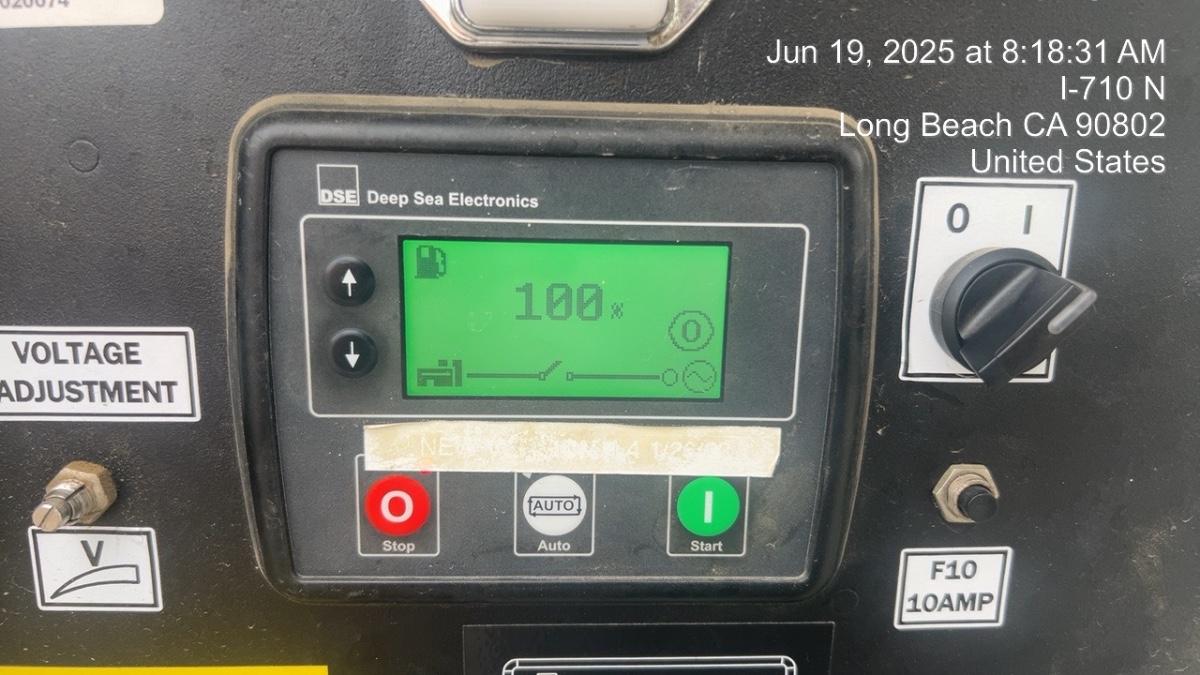 Jun 19, 2025 at 8:18:31 AM
I-710 N
Long Beach CA 90802
United States
DSE Deep Sea Electronics
O I
100%
0
VOLTAGE
ADJUSTMENT
O
AUTO
I
Stop
Auto
Start
V
F10
10AMP